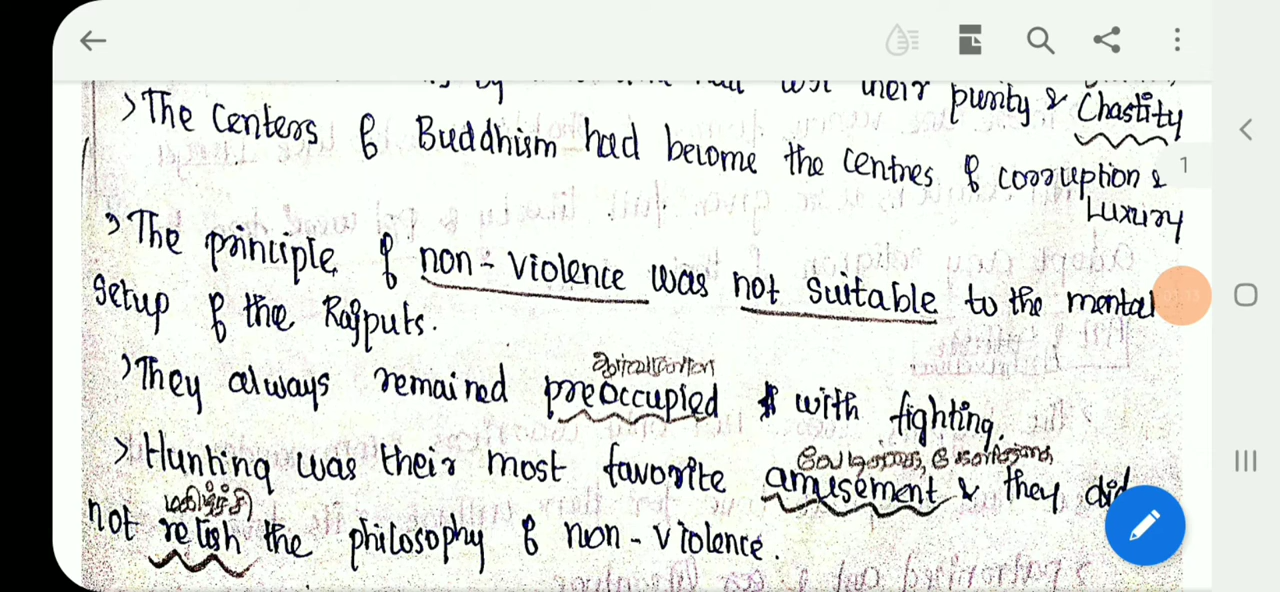 their purity & Chastity
>The Centers of Buddhism had become the centres of corruption &
Luxury
1
>The principle of non-violence was not suitable to the mental
setup of the Rajputs.
>They always remained preoccupied with fighting.
>Hunting was their most favorite amusement & they did
மகிழ்ச்சி
not relish the philosophy of non-violence.